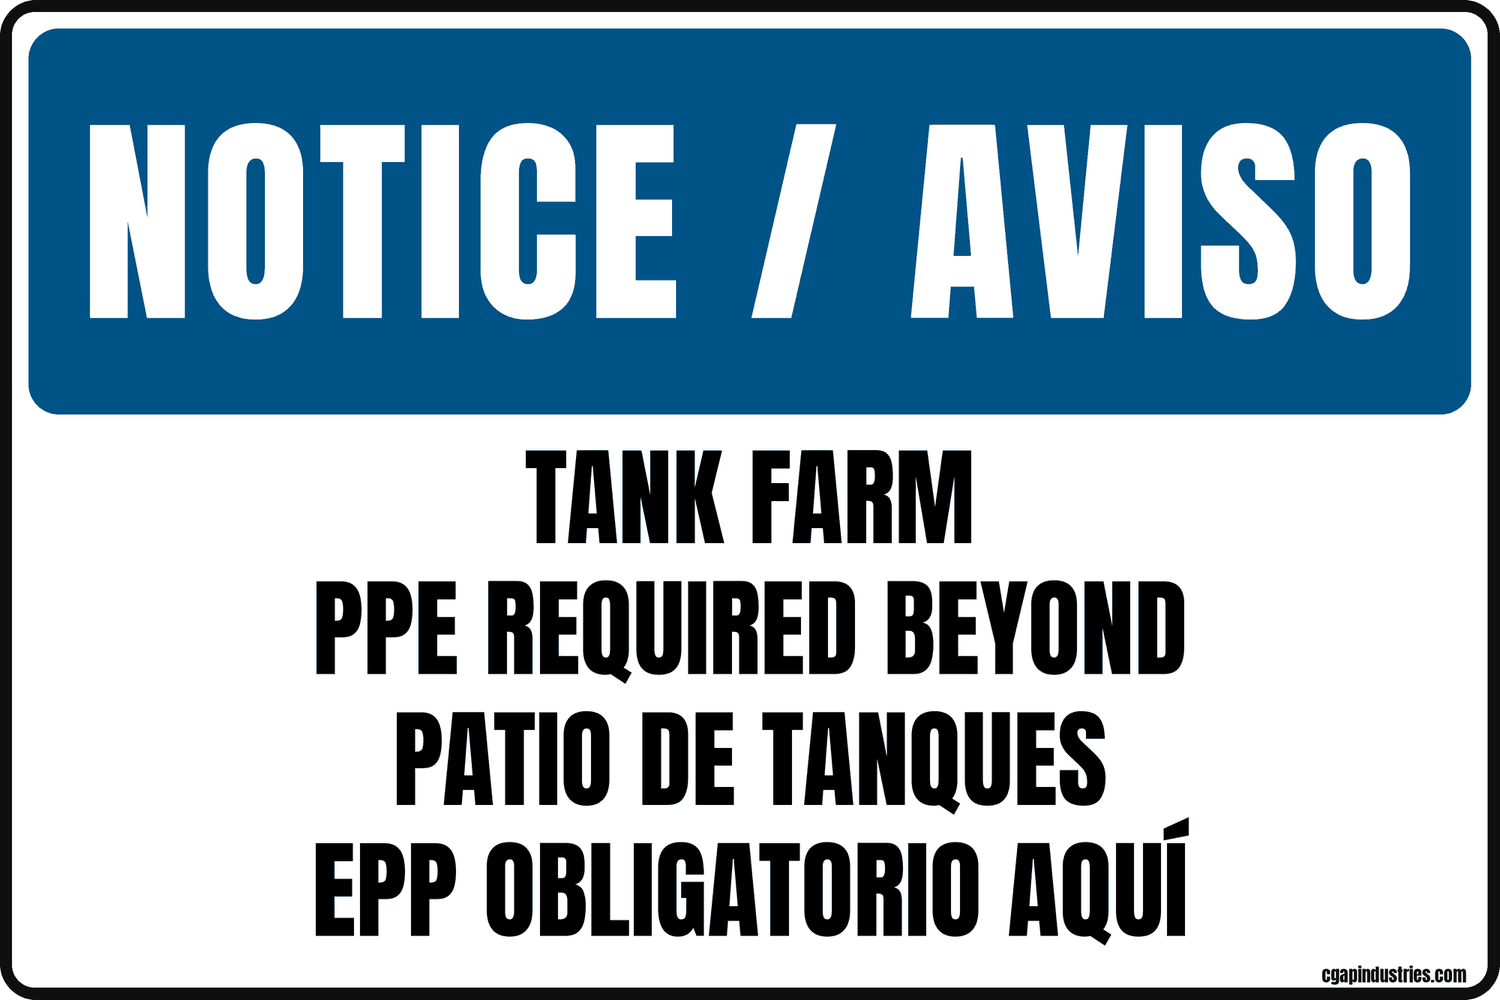 NOTICE / AVISO
TANK FARM
PPE REQUIRED BEYOND
PATIO DE TANQUES
EPP OBLIGATORIO AQUÍ
cgapindustries.com